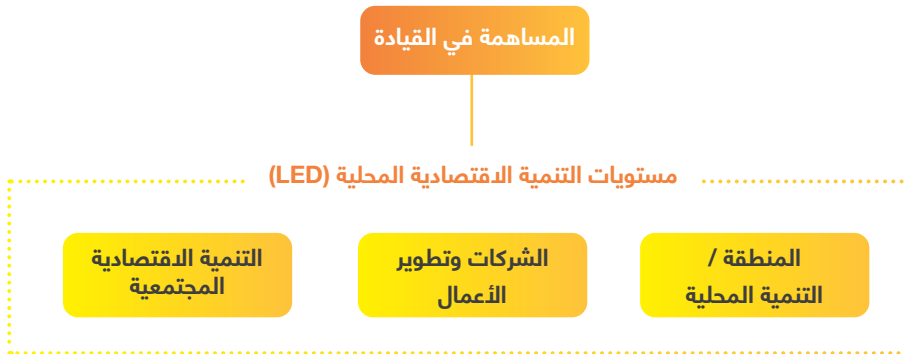 المساهمة في القيادة
مستويات التنمية الاقتصادية المحلية (LED)
المنطقة /
التنمية المحلية
الشركات وتطوير
الأعمال
التنمية الاقتصادية
المجتمعية